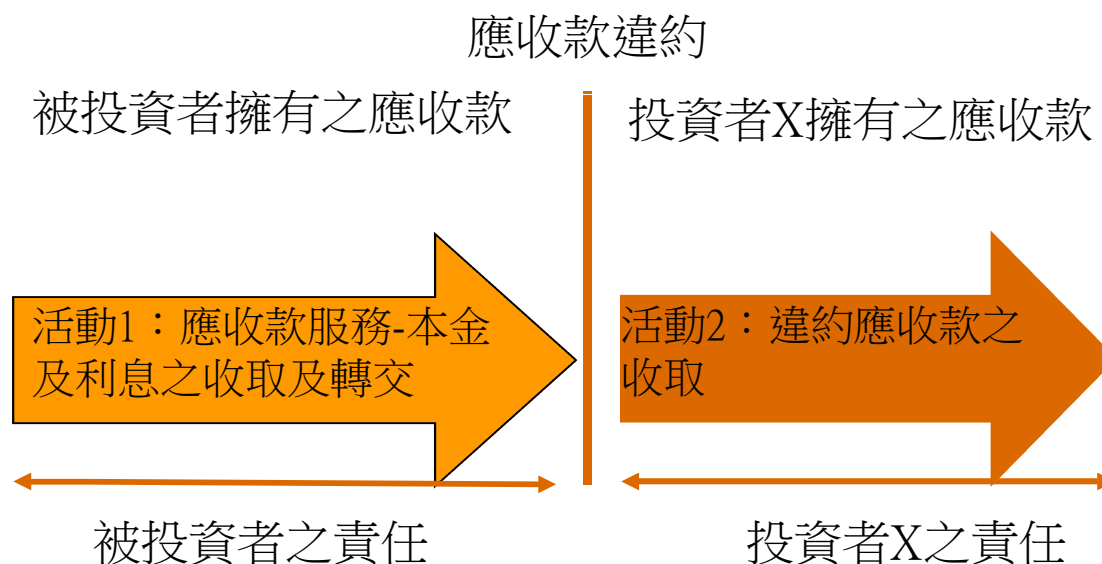 應收款違約
被投資者擁有之應收款
投資者X擁有之應收款
活動1：應收款服務-本金
及利息之收取及轉交
活動2：違約應收款之
收取
被投資者之責任
投資者X之責任